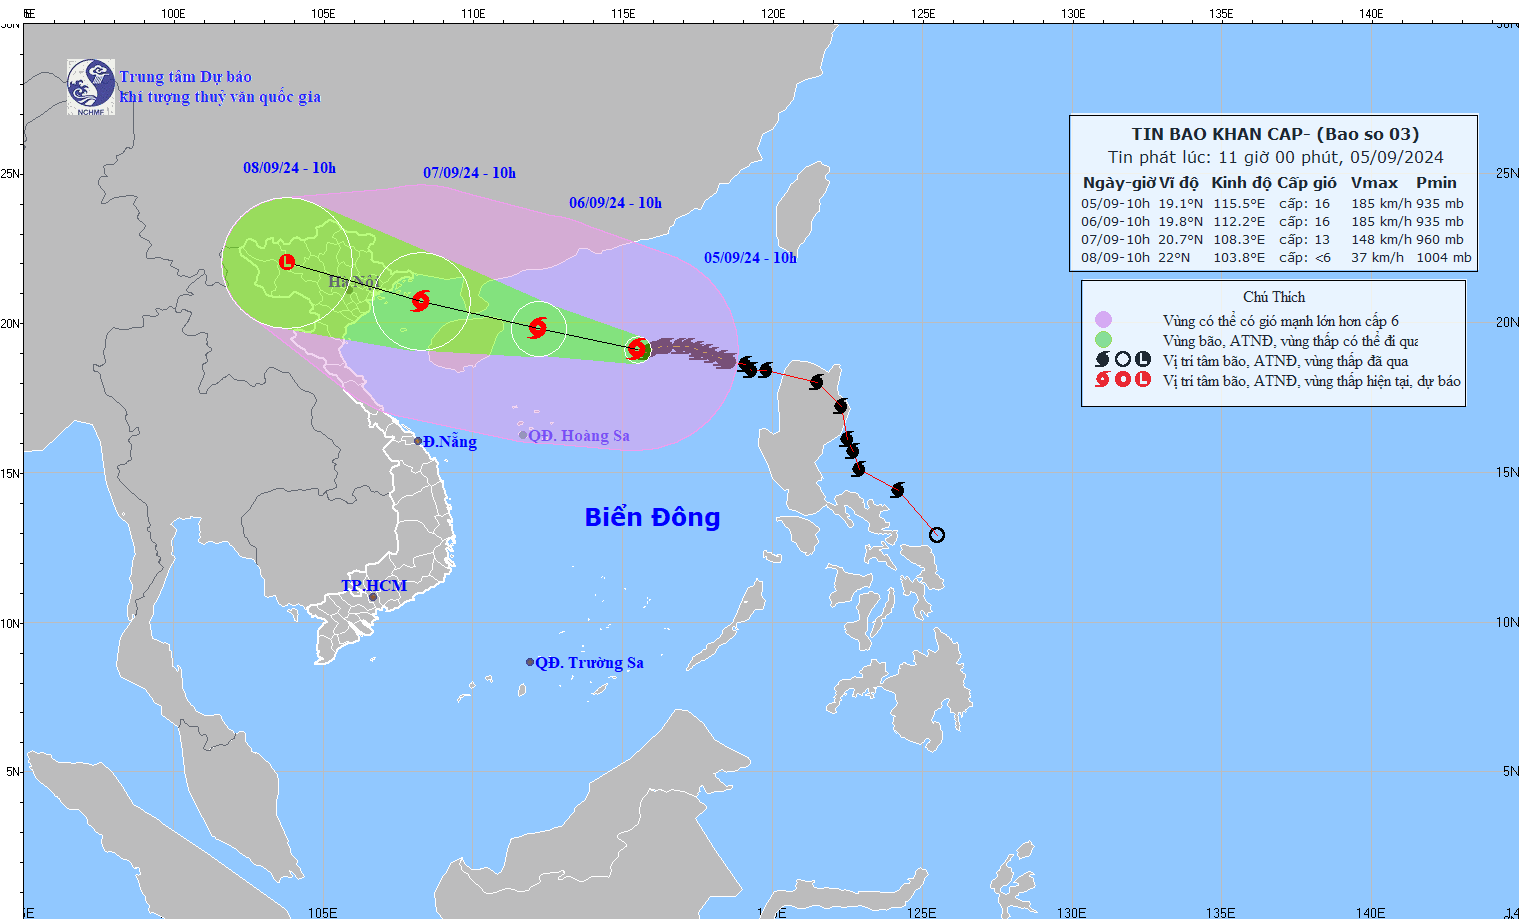 E 100E 105E 110E 115E 120E 125E 130E 135E 140E
30N
NCHMF
Trung tâm Dự báo
khí tượng thuỷ văn quốc gia
TIN BAO KHAN CAP- (Bao so 03)
Tin phát lúc: 11 giờ 00 phút, 05/09/2024
Ngày-giờ Vĩ độ Kinh độ Cấp gió Vmax Pmin
05/09-10h 19.1°N 115.5°E cấp: 16 185 km/h 935 mb
06/09-10h 19.8°N 112.2°E cấp: 16 185 km/h 935 mb
07/09-10h 20.7°N 108.3°E cấp: 13 148 km/h 960 mb
08/09-10h 22°N 103.8°E cấp: <6 37 km/h 1004 mb
25N 25N
08/09/24 - 10h
07/09/24 - 10h
06/09/24 - 10h
05/09/24 - 10h
Chú Thích
Vùng có thể có gió mạnh lớn hơn cấp 6
Vùng bão, ATNĐ, vùng thấp có thể đi qua
L Vị trí tâm bão, ATNĐ, vùng thấp đã qua
L Vị trí tâm bão, ATNĐ, vùng thấp hiện tại, dự báo
L
Hà Nội
20N 20N
QĐ. Hoàng Sa
Đ.Nẵng
15N 15N
Biển Đông
TP.HCM
10N 10N
QĐ. Trường Sa
5N 5N
E 105E 110E 115E 120E 125E 130E 135E 140E